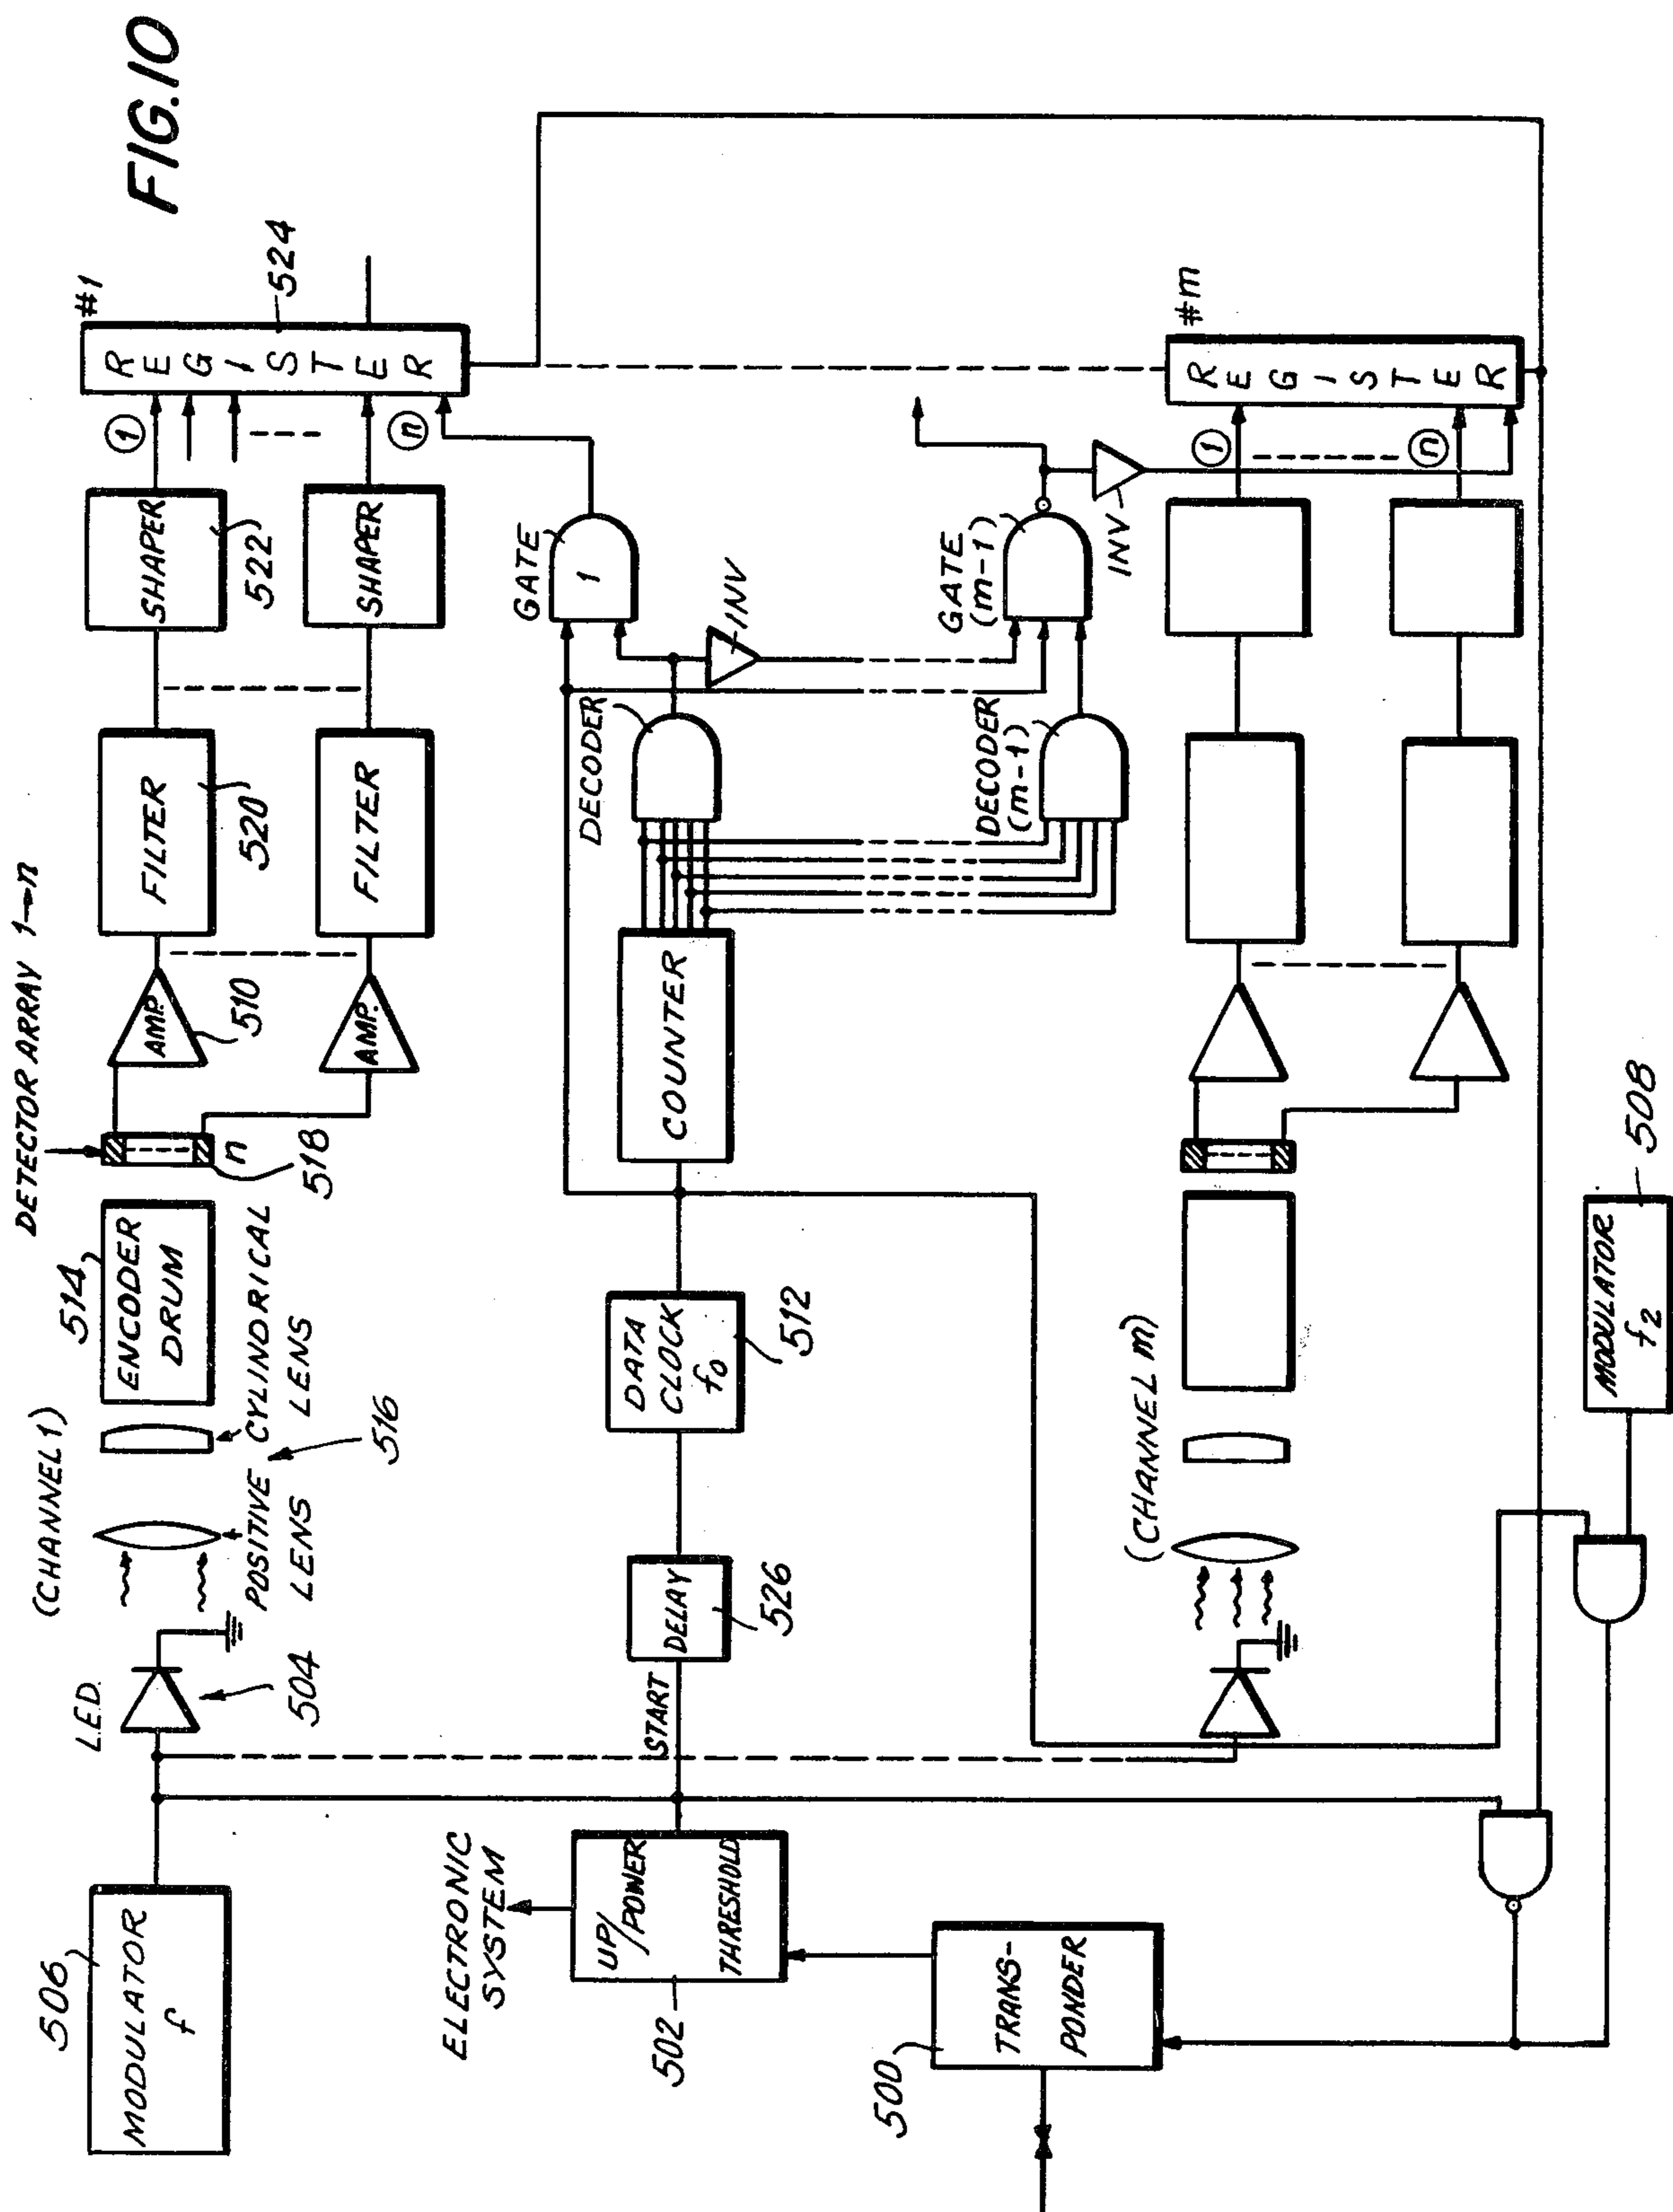 FIG.10
(CHANNEL 1)
DETECTOR ARRAY 1→n
506
MODULATOR
f
L.E.D.
504
POSITIVE
LENS
CYLINDRICAL
LENS
516
514
ENCODER
DRUM
n
518
AMP.
510
AMP.
FILTER
520
FILTER
SHAPER
522
SHAPER
1
n
#1
REGISTER
524
ELECTRONIC
SYSTEM
UP/POWER
THRESHOLD
502
START
DELAY
526
DATA
CLOCK
f0
512
COUNTER
DECODER
INV
GATE
1
DECODER
(m-1)
GATE
(m-1)
INV
500
TRANS-
PONDER
(CHANNEL m)
1
n
#m
REGISTER
MODULATOR
f2
508